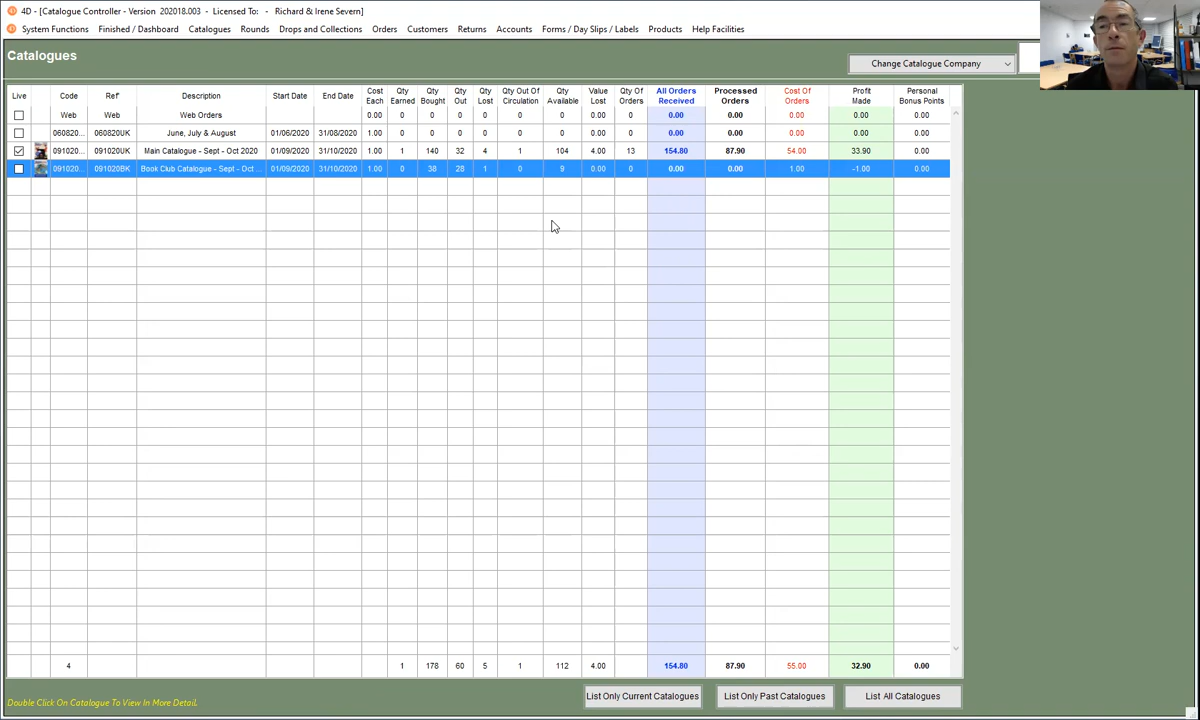 4D - [Catalogue Controller - Version 202018.003 - Licensed To: - Richard & Irene Severn]
System Functions Finished / Dashboard Catalogues Rounds Drops and Collections Orders Customers Returns Accounts Forms / Day Slips / Labels Products Help Facilities
Catalogues
Change Catalogue Company
Live Code Ref' Description Start Date End Date Cost Each Qty Earned Qty Bought Qty Out Qty Lost Qty Out Of Circulation Qty Available Value Lost Qty Of Orders All Orders Received Processed Orders Cost Of Orders Profit Made Personal Bonus Points
Web Web Web Orders 0.00 0 0 0 0 0 0 0.00 0 0.00 0.00 0.00 0.00 0.00
060820... 060820UK June, July & August 01/06/2020 31/08/2020 1.00 0 0 0 0 0 0 0.00 0 0.00 0.00 0.00 0.00 0.00
091020... 091020UK Main Catalogue - Sept - Oct 2020 01/09/2020 31/10/2020 1.00 1 140 32 4 1 104 4.00 13 154.80 87.90 54.00 33.90 0.00
091020... 091020BK Book Club Catalogue - Sept - Oct ... 01/09/2020 31/10/2020 1.00 0 38 28 1 0 9 0.00 0 0.00 0.00 1.00 -1.00 0.00
4 1 178 60 5 1 112 4.00 154.80 87.90 55.00 32.90 0.00
Double Click On Catalogue To View In More Detail.
List Only Current Catalogues List Only Past Catalogues List All Catalogues